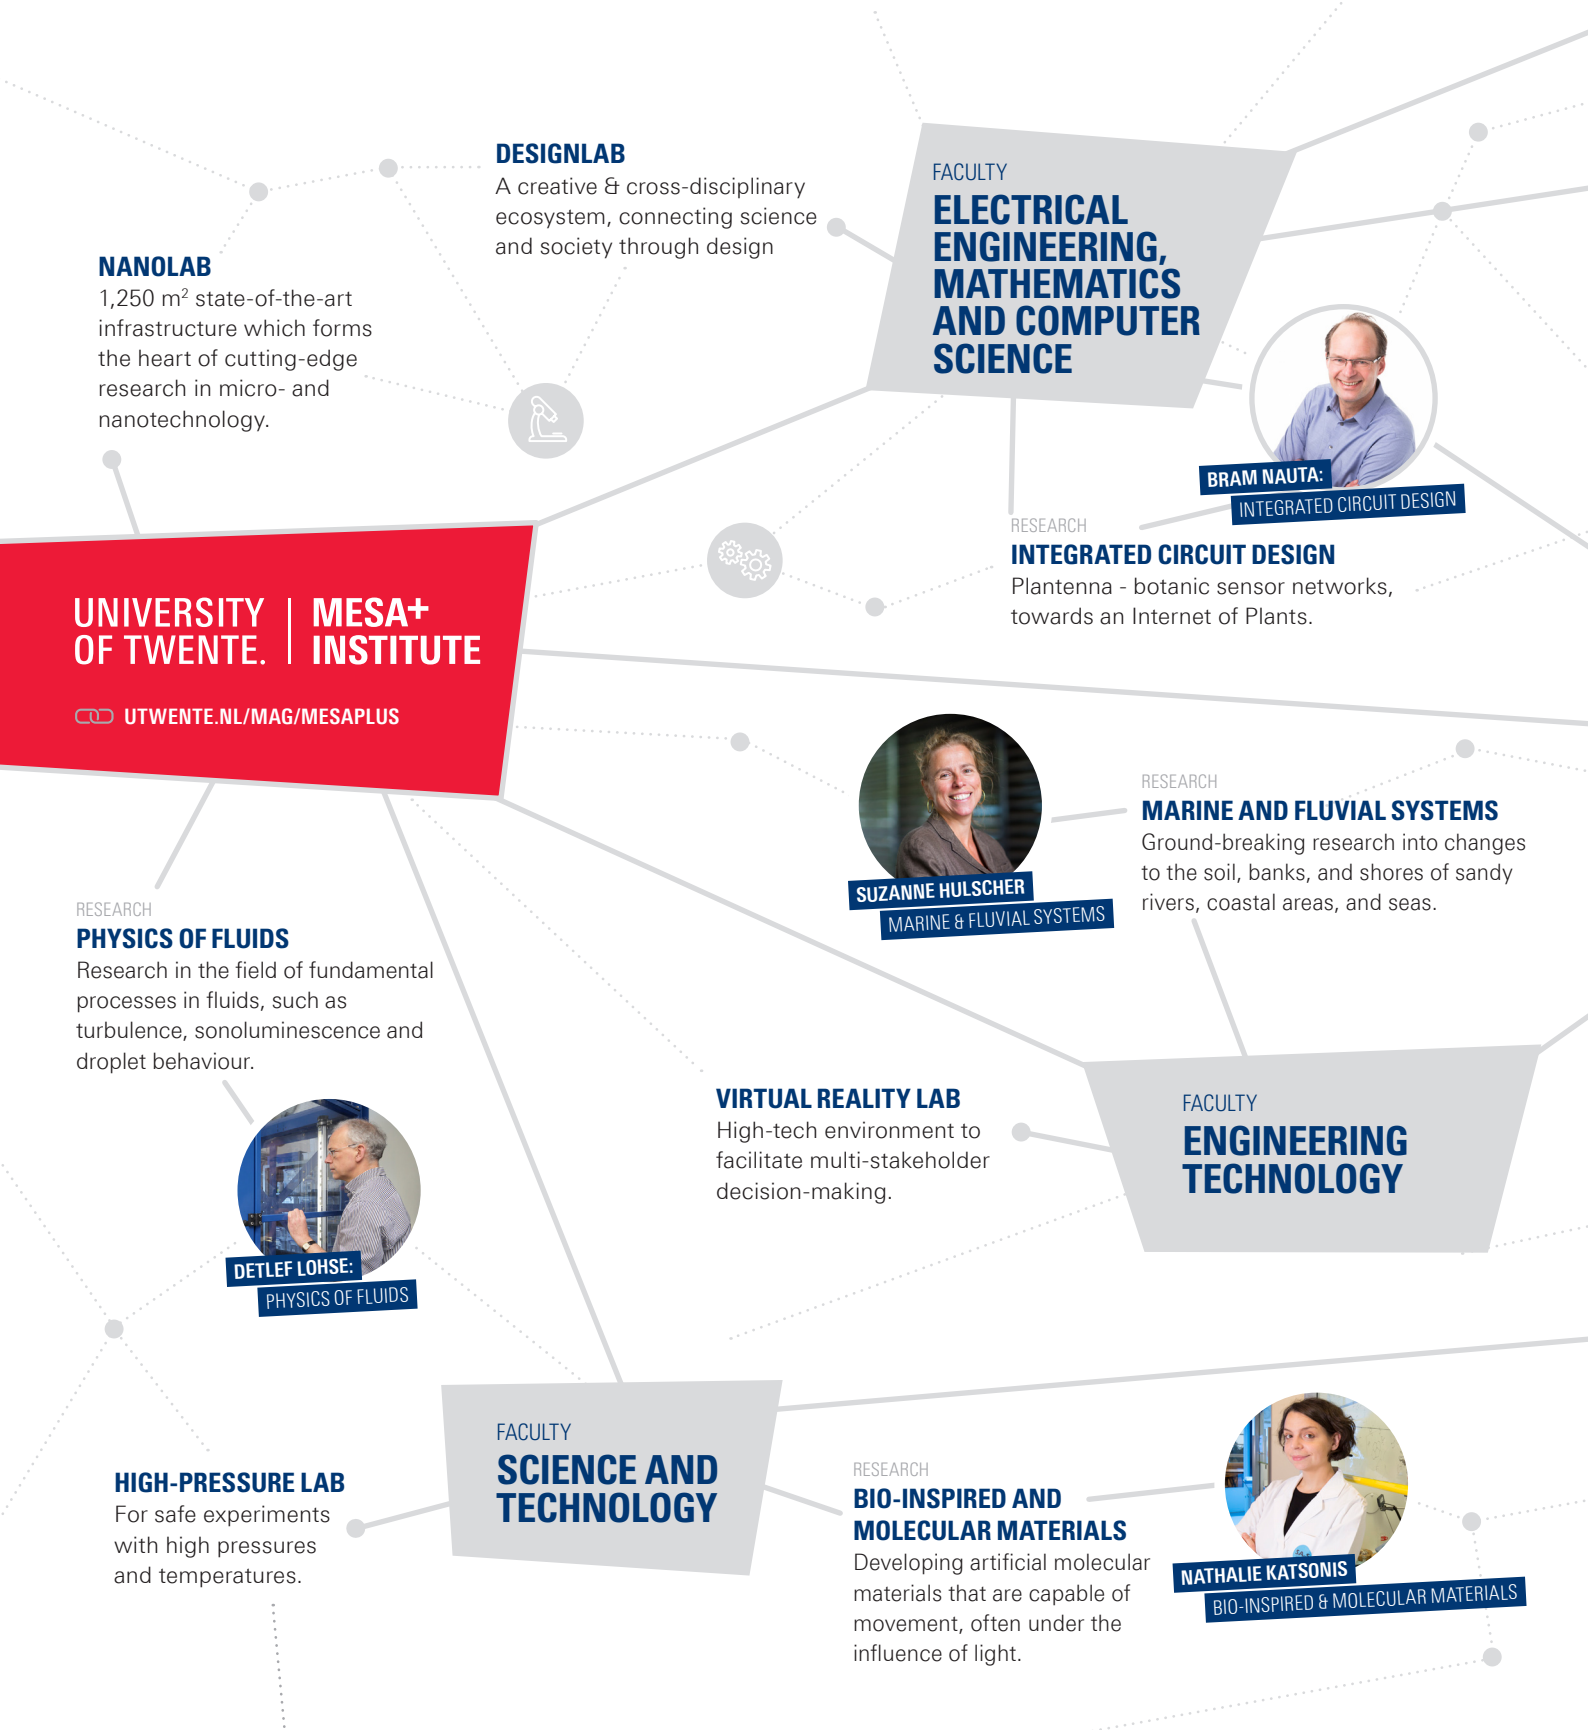 DESIGNLAB
A creative & cross-disciplinary
ecosystem, connecting science
and society through design
FACULTY
ELECTRICAL
ENGINEERING,
MATHEMATICS
AND COMPUTER
SCIENCE
NANOLAB
1,250 m² state-of-the-art
infrastructure which forms
the heart of cutting-edge
research in micro- and
nanotechnology.
BRAM NAUTA:
INTEGRATED CIRCUIT DESIGN
RESEARCH
INTEGRATED CIRCUIT DESIGN
Plantenna - botanic sensor networks,
towards an Internet of Plants.
UNIVERSITY
OF TWENTE.
MESA+
INSTITUTE
UTWENTE.NL/MAG/MESAPLUS
SUZANNE HULSCHER
MARINE & FLUVIAL SYSTEMS
RESEARCH
MARINE AND FLUVIAL SYSTEMS
Ground-breaking research into changes
to the soil, banks, and shores of sandy
rivers, coastal areas, and seas.
RESEARCH
PHYSICS OF FLUIDS
Research in the field of fundamental
processes in fluids, such as
turbulence, sonoluminescence and
droplet behaviour.
DETLEF LOHSE:
PHYSICS OF FLUIDS
VIRTUAL REALITY LAB
High-tech environment to
facilitate multi-stakeholder
decision-making.
FACULTY
ENGINEERING
TECHNOLOGY
HIGH-PRESSURE LAB
For safe experiments
with high pressures
and temperatures.
FACULTY
SCIENCE AND
TECHNOLOGY
RESEARCH
BIO-INSPIRED AND
MOLECULAR MATERIALS
Developing artificial molecular
materials that are capable of
movement, often under the
influence of light.
NATHALIE KATSONIS
BIO-INSPIRED & MOLECULAR MATERIALS